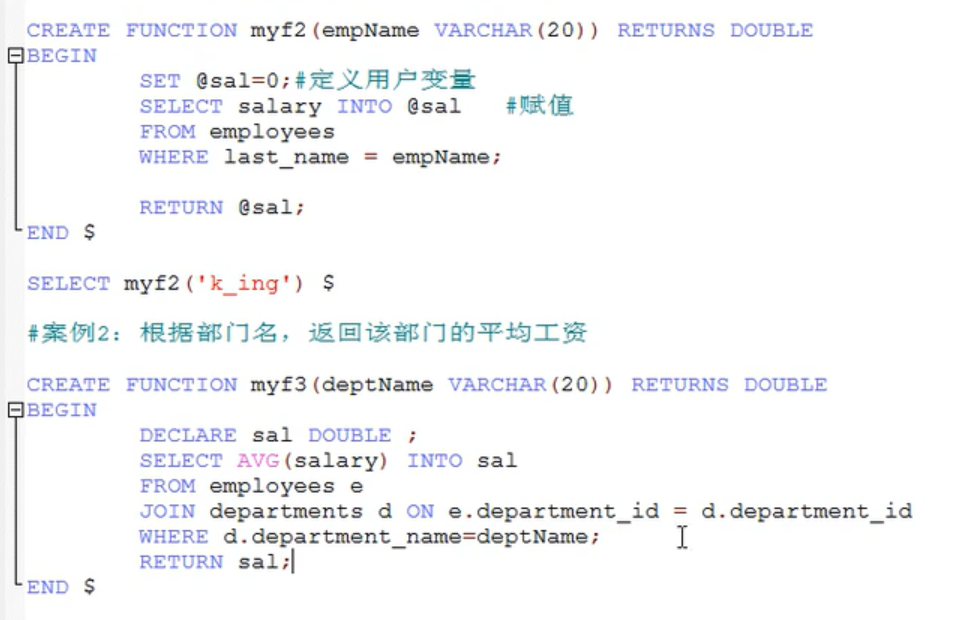 CREATE FUNCTION myf2(empName VARCHAR(20)) RETURNS DOUBLE
BEGIN
SET @sal=0;#定义用户变量
SELECT salary INTO @sal #赋值
FROM employees
WHERE last_name = empName;
RETURN @sal;
END $
SELECT myf2('k_ing') $
#案例2：根据部门名，返回该部门的平均工资
CREATE FUNCTION myf3(deptName VARCHAR(20)) RETURNS DOUBLE
BEGIN
DECLARE sal DOUBLE ;
SELECT AVG(salary) INTO sal
FROM employees e
JOIN departments d ON e.department_id = d.department_id
WHERE d.department_name=deptName;
RETURN sal;
END $